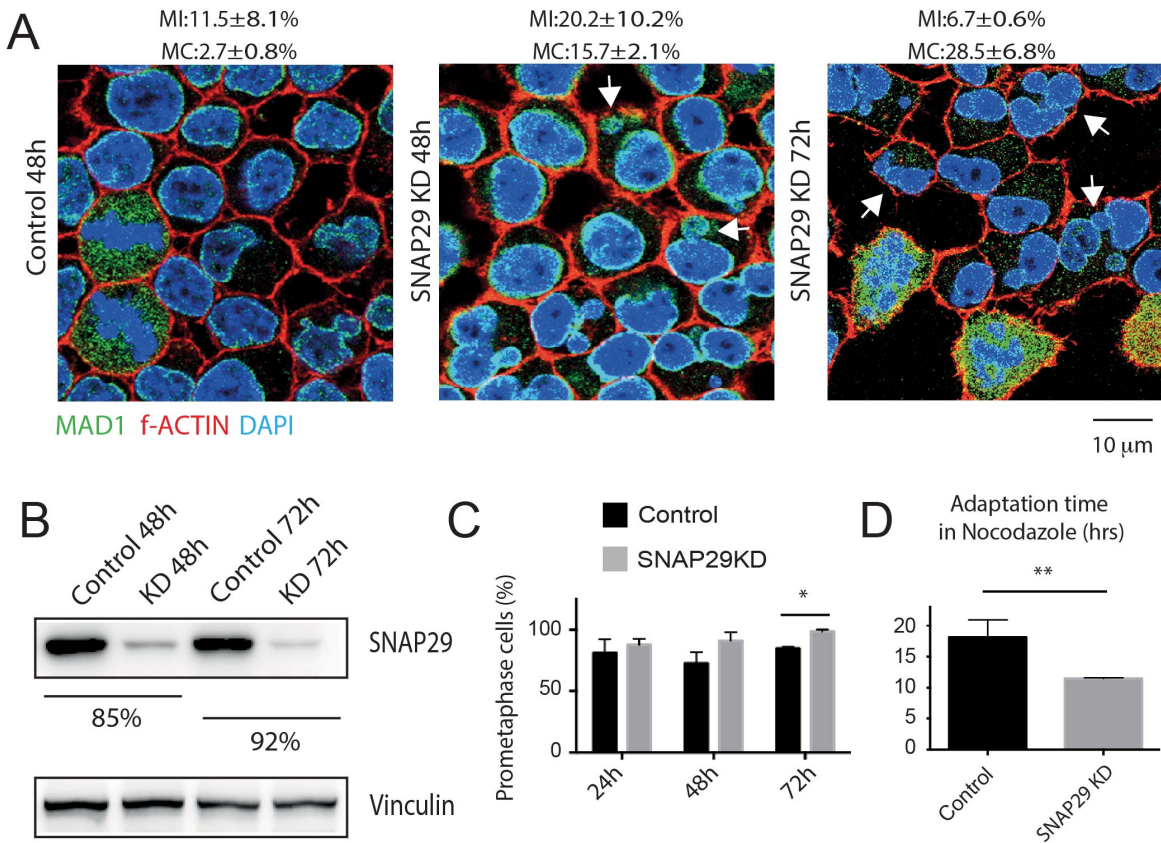 A
MI:11.5±8.1%
MC:2.7±0.8%
MI:20.2±10.2%
MC:15.7±2.1%
MI:6.7±0.6%
MC:28.5±6.8%
Control 48h
SNAP29 KD 48h
SNAP29 KD 72h
MAD1 f-ACTIN DAPI
10 μm
B
Control 48h
KD 48h
Control 72h
KD 72h
SNAP29
85%
92%
Vinculin
C
Control
SNAP29KD
Prometaphase cells (%)
100
50
0
*
24h
48h
72h
D
Adaptation time
in Nocodazole (hrs)
**
20
15
10
5
0
Control
SNAP29 KD